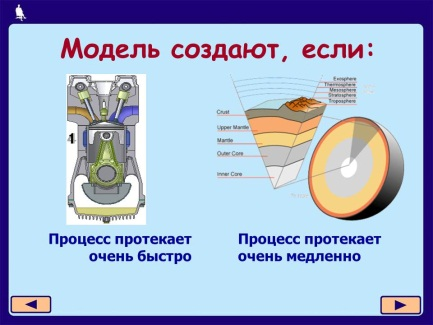 Модель создают, если:
Exosphere
Thermosphere
Mesosphere
Stratosphere
Troposphere
Crust
Upper Mantle
Mantle
Outer Core
Inner Core
Процесс протекает
очень быстро
Процесс протекает
очень медленно